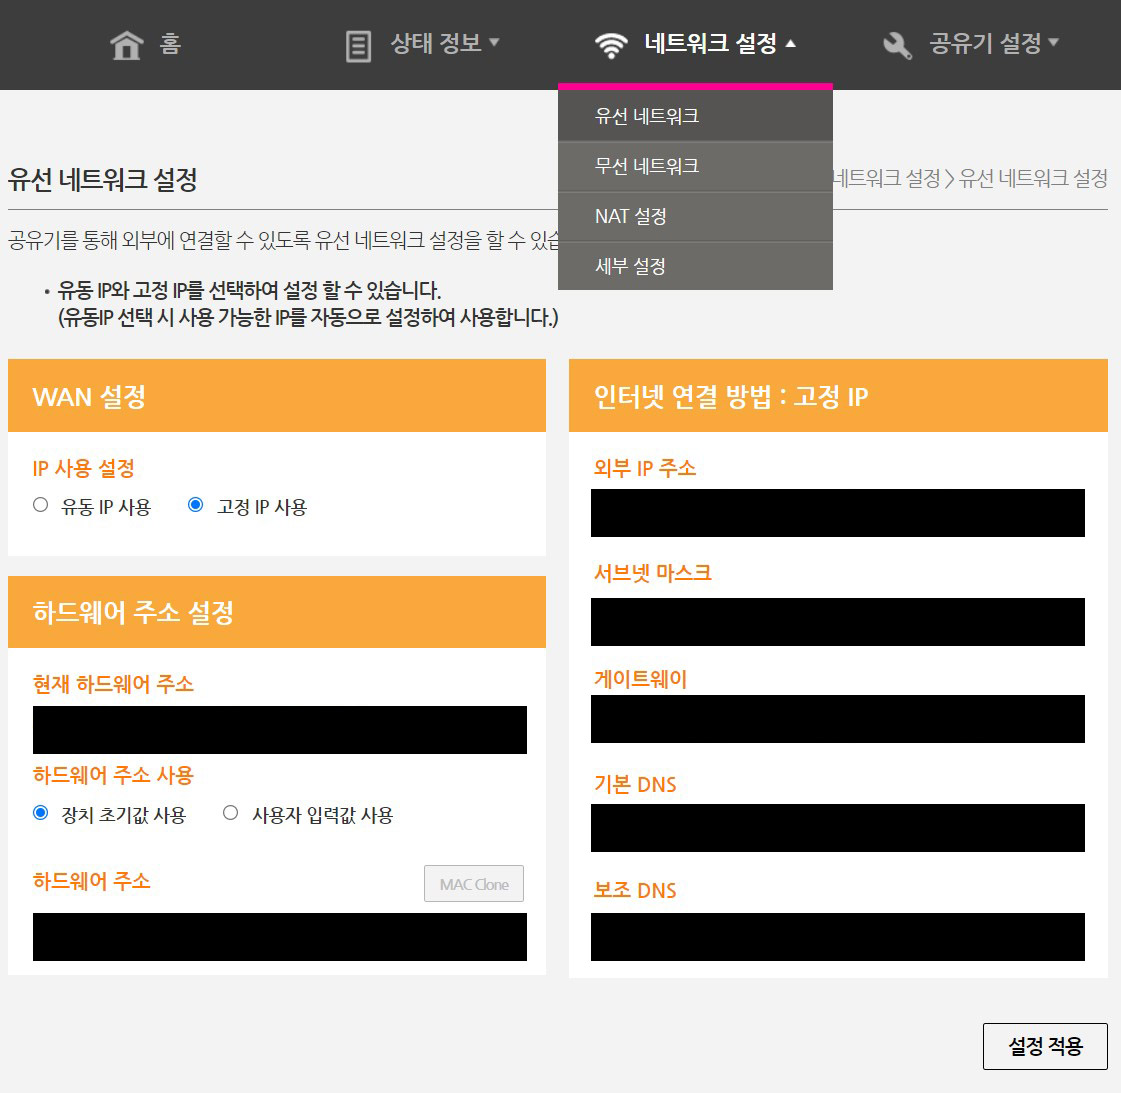 홈
상태 정보
네트워크 설정
공유기 설정
유선 네트워크
무선 네트워크
NAT 설정
세부 설정
유선 네트워크 설정
네트워크 설정 > 유선 네트워크 설정
공유기를 통해 외부에 연결할 수 있도록 유선 네트워크 설정을 할 수 있습
• 유동 IP와 고정 IP를 선택하여 설정 할 수 있습니다.
(유동IP 선택 시 사용 가능한 IP를 자동으로 설정하여 사용합니다.)
WAN 설정
IP 사용 설정
유동 IP 사용
고정 IP 사용
하드웨어 주소 설정
현재 하드웨어 주소
하드웨어 주소 사용
장치 초기값 사용
사용자 입력값 사용
하드웨어 주소
MAC Clone
인터넷 연결 방법 : 고정 IP
외부 IP 주소
서브넷 마스크
게이트웨이
기본 DNS
보조 DNS
설정 적용